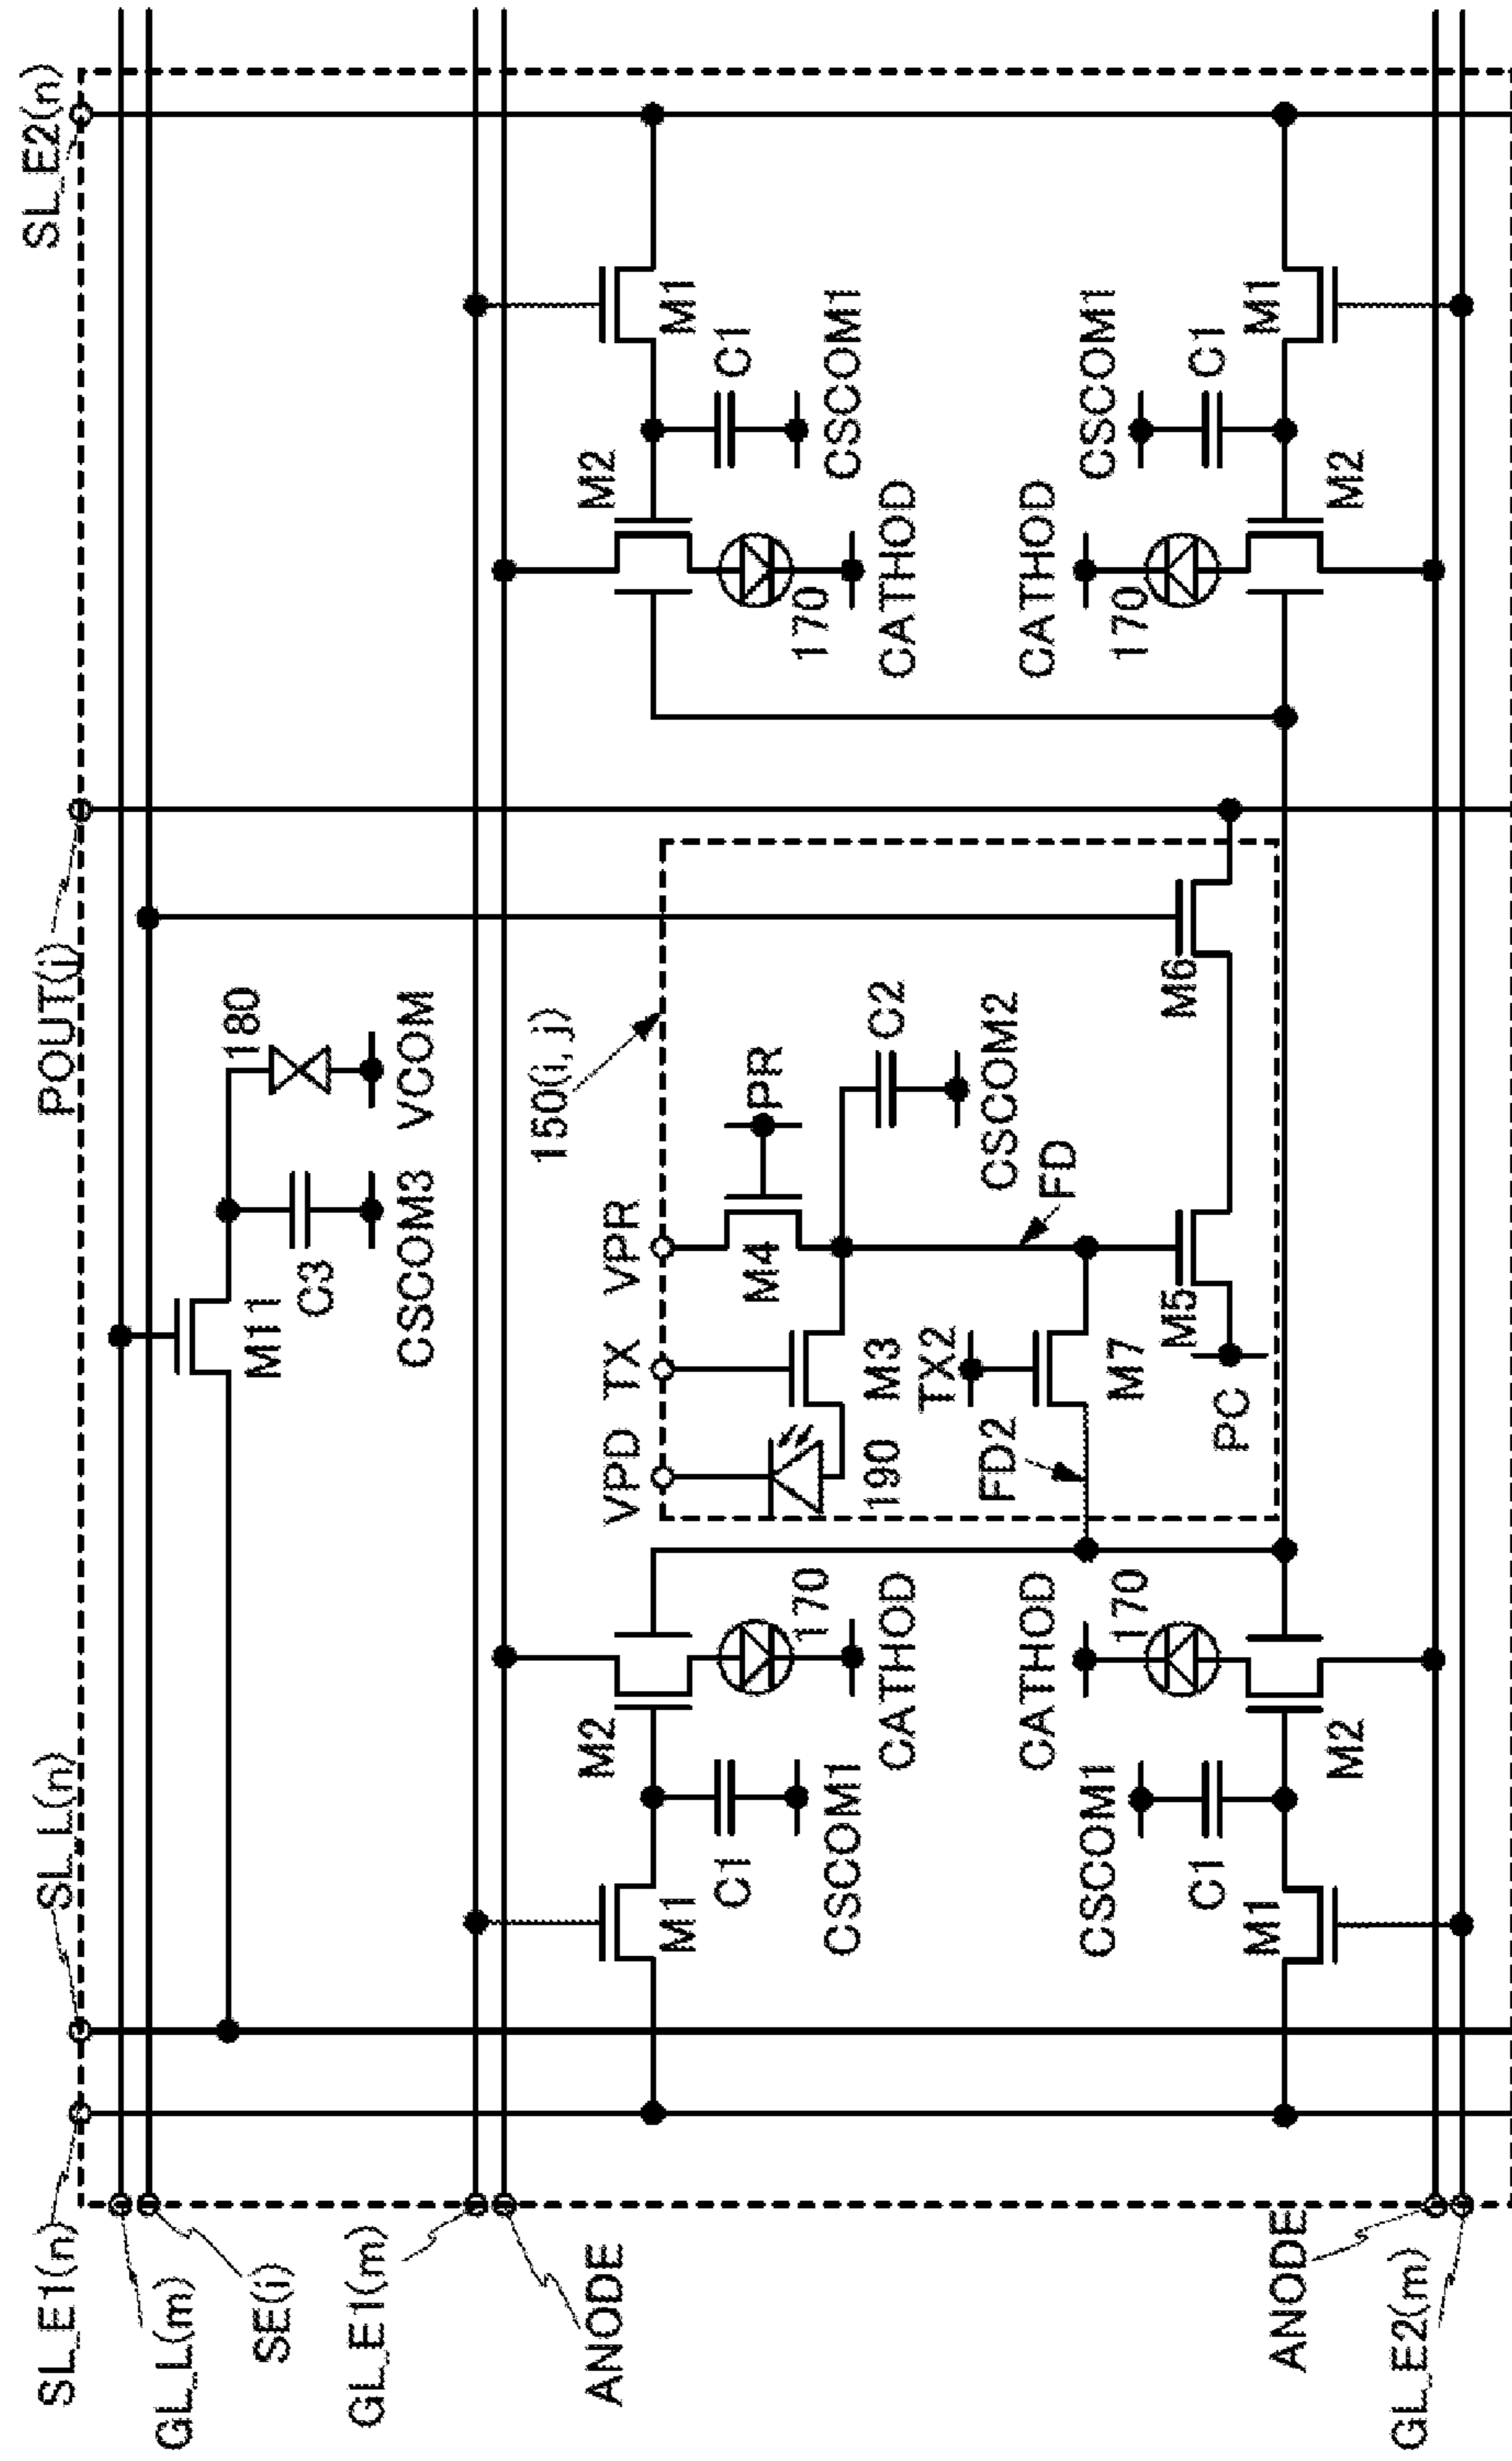 SL_E1(n)
SL_L(n)
POUT(j)
SL_E2(n)
GL_L(m)
SE(i)
GL_E1(m)
ANODE
ANODE
GL_E2(m)
M11
C3
CSCOM3
180
VCOM
M1
C1
CSCOM1
M2
170
CATHOD
CATHOD
170
CSCOM1
C1
M1
M2
150(i, j)
VPD
TX
VPR
190
M3
M4
PR
C2
CSCOM2
FD
TX2
FD2
M7
M5
PC
M6
M2
170
CATHOD
M1
C1
CSCOM1
CATHOD
170
CSCOM1
C1
M1
M2